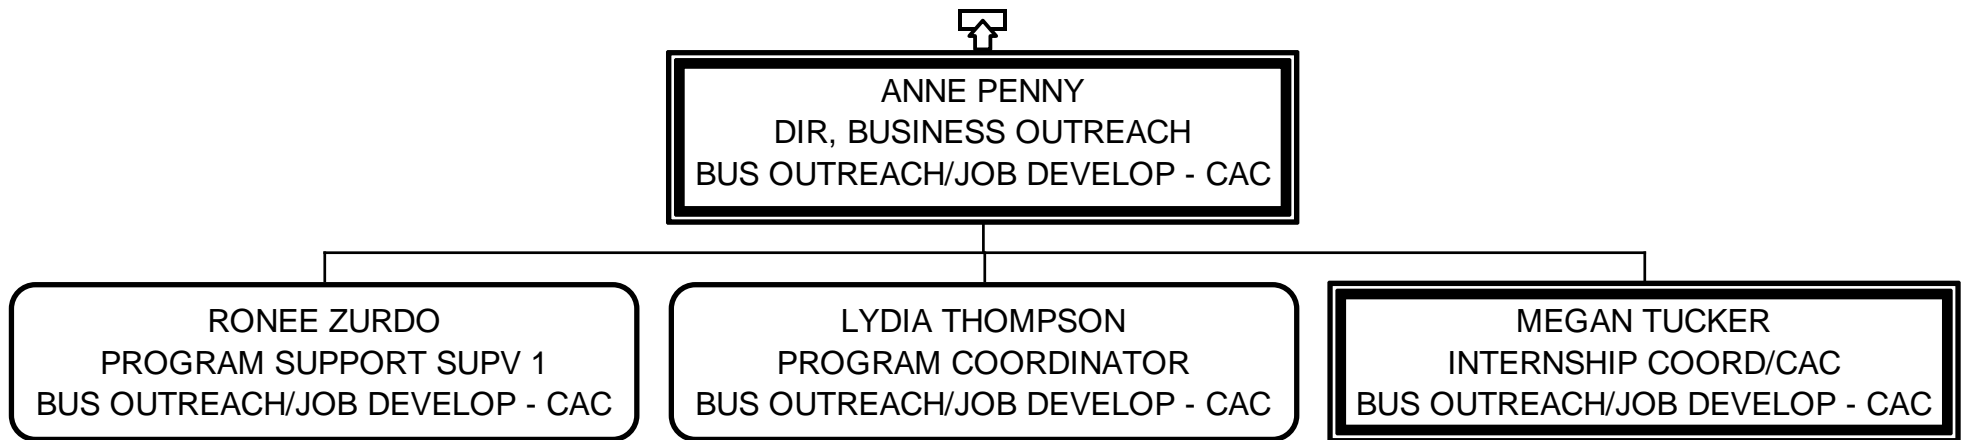 ANNE PENNY
DIR, BUSINESS OUTREACH
BUS OUTREACH/JOB DEVELOP - CAC
RONEE ZURDO
PROGRAM SUPPORT SUPV 1
BUS OUTREACH/JOB DEVELOP - CAC
LYDIA THOMPSON
PROGRAM COORDINATOR
BUS OUTREACH/JOB DEVELOP - CAC
MEGAN TUCKER
INTERNSHIP COORD/CAC
BUS OUTREACH/JOB DEVELOP - CAC